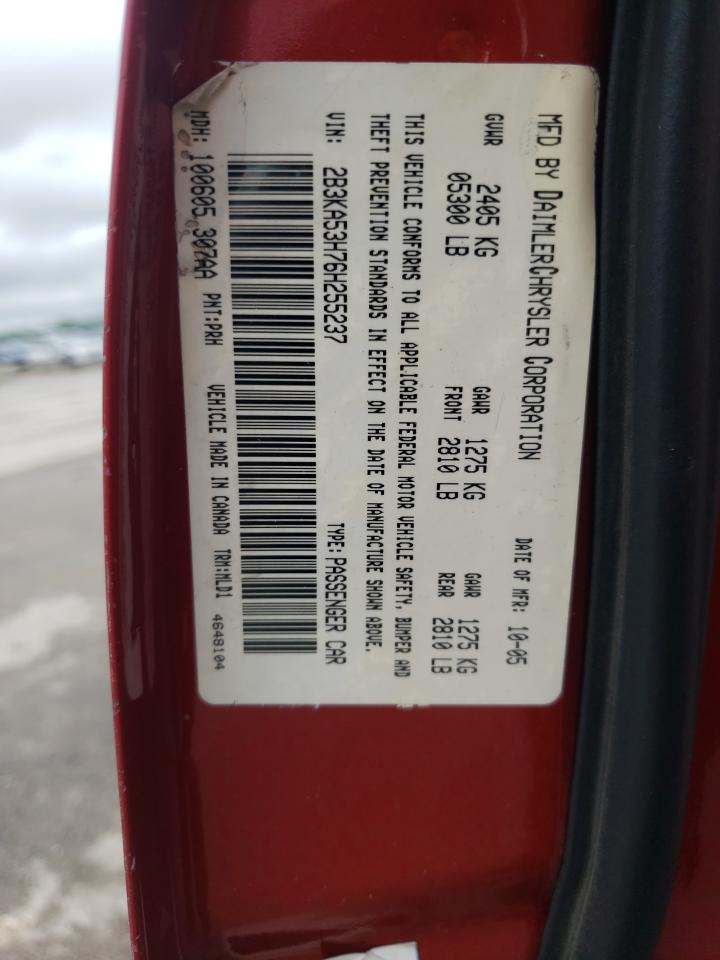 MFD BY DAIMLERCHRYSLER CORPORATION
DATE OF MFR: 10-05
GVWR 2405 KG
05300 LB
GAWR FRONT 1275 KG
2810 LB
GAWR REAR 1275 KG
2810 LB
THIS VEHICLE CONFORMS TO ALL APPLICABLE FEDERAL MOTOR VEHICLE SAFETY, BUMPER AND
THEFT PREVENTION STANDARDS IN EFFECT ON THE DATE OF MANUFACTURE SHOWN ABOVE.
VIN: 2B3KA53H76H255237 TYPE: PASSENGER CAR
MDH: 100605 307AA PNT:PRH VEHICLE MADE IN CANADA TRM:MLD1 4648104